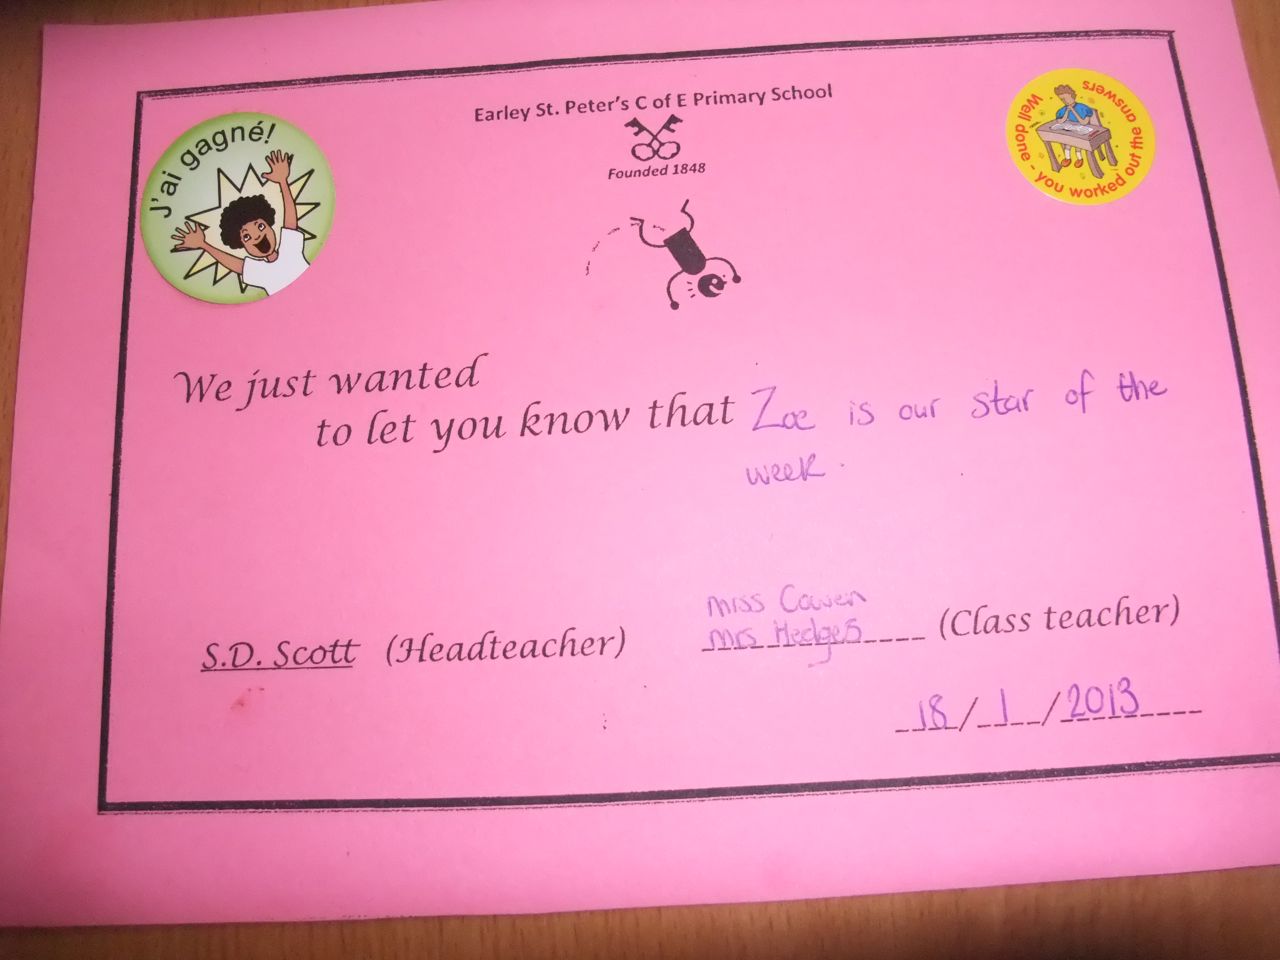 Earley St. Peter's C of E Primary School
Founded 1848
J'ai gagné!
Well done - you worked out the answers
We just wanted
to let you know that Zoe is our star of the
week.
miss Cowen
S.D. Scott (Headteacher) mrs Hedges (Class teacher)
18/1/2013